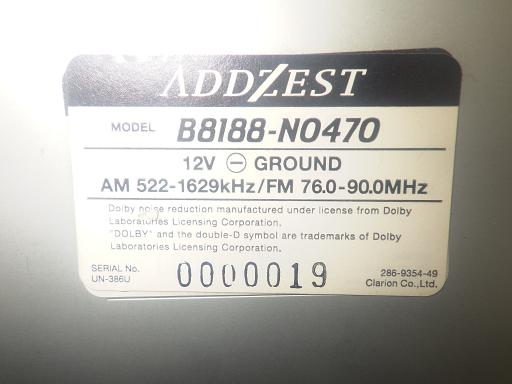 ADDZEST
MODEL B8188-N0470
12V ⊖ GROUND
AM 522-1629kHz/FM 76.0-90.0MHz
Dolby noise reduction manufactured under license from Dolby
Laboratories Licensing Corporation.
"DOLBY" and the double-D symbol are trademarks of Dolby
Laboratories Licensing Corporation.
SERIAL No. 0000019 286-9354-49
UN-386U Clarion Co.,Ltd.